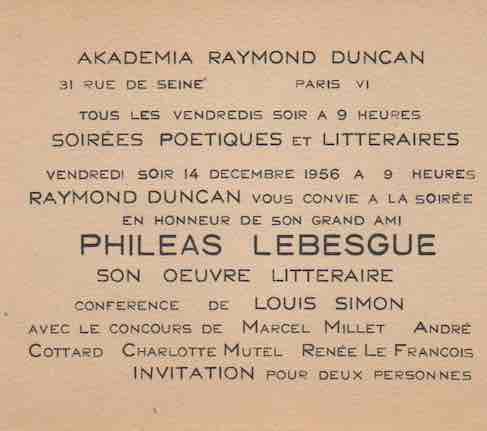 AKADEMIA RAYMOND DUNCAN
31 RUE DE SEINE PARIS VI
TOUS LES VENDREDIS SOIR A 9 HEURES
SOIRÉES POETIQUES ET LITTERAIRES
VENDREDI SOIR 14 DECEMBRE 1956 A 9 HEURES
RAYMOND DUNCAN VOUS CONVIE A LA SOIRÉE
EN HONNEUR DE SON GRAND AMI
PHILEAS LEBESGUE
SON OEUVRE LITTERAIRE
CONFERENCE DE LOUIS SIMON
AVEC LE CONCOURS DE MARCEL MILLET ANDRÉ
COTTARD CHARLOTTE MUTEL RENÉE LE FRANCOIS
INVITATION POUR DEUX PERSONNES